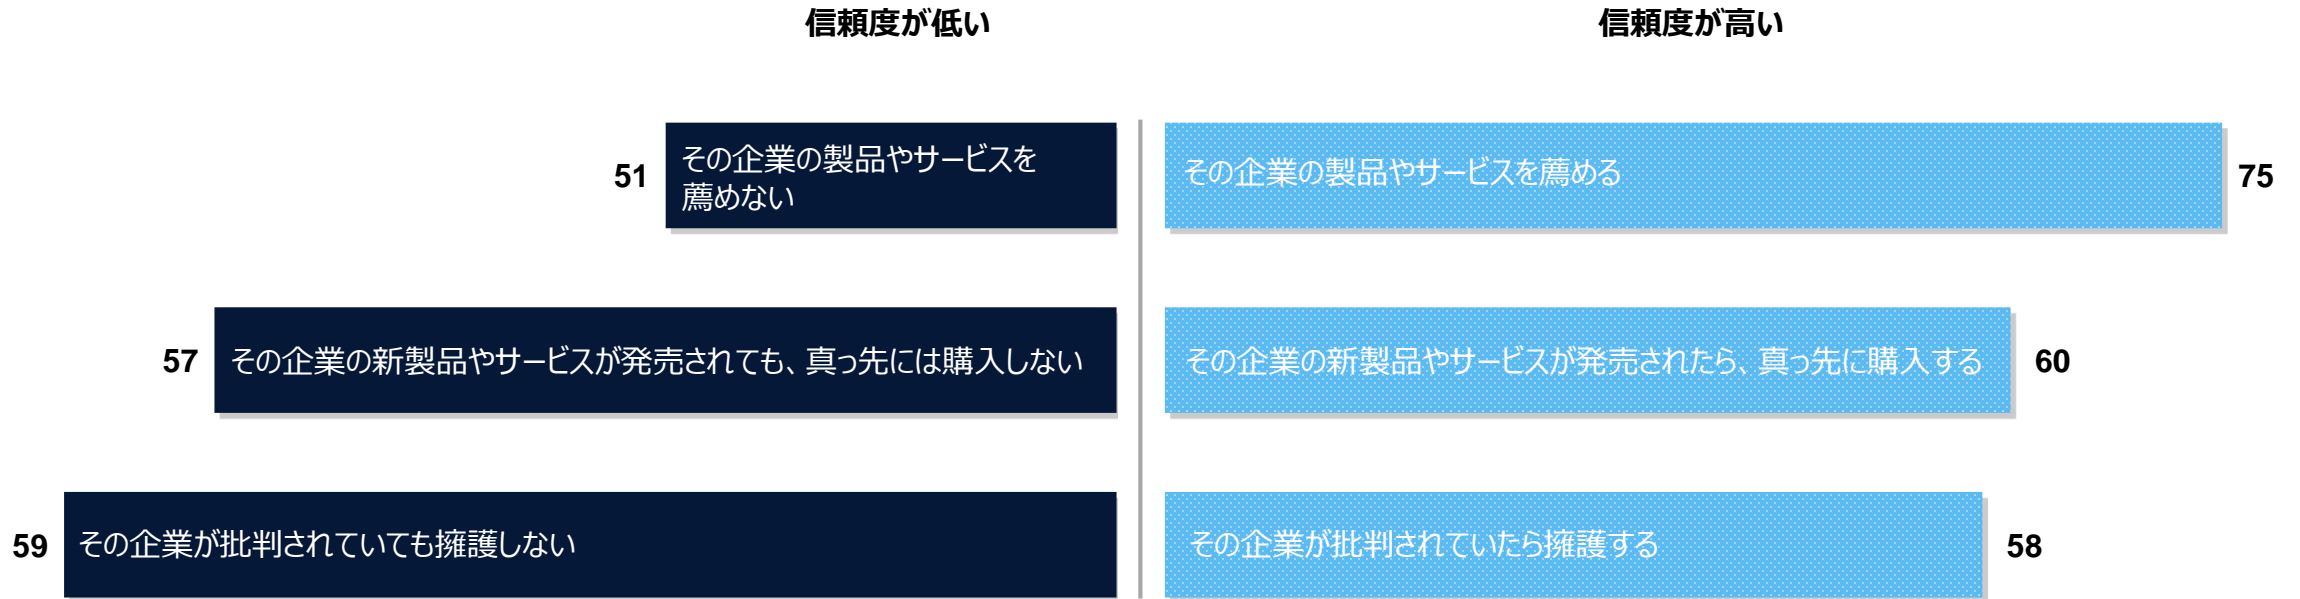 信頼度が低い
信頼度が高い
51
その企業の製品やサービスを
薦めない
その企業の製品やサービスを薦める
75
57
その企業の新製品やサービスが発売されても、真っ先には購入しない
その企業の新製品やサービスが発売されたら、真っ先に購入する
60
59
その企業が批判されていても擁護しない
その企業が批判されていたら擁護する
58